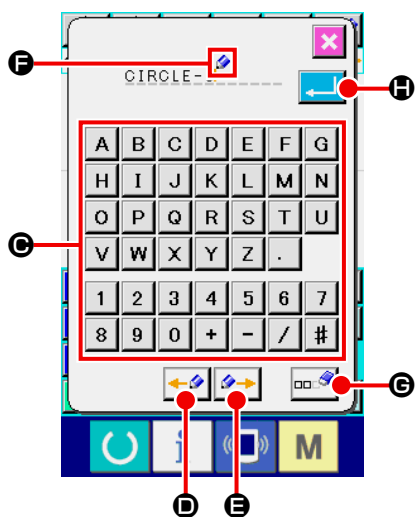 F
CIRCLE-
H
A B C D E F G
H I J K L M N
O P Q R S T U
C
V W X Y Z .
1 2 3 4 5 6 7
8 9 0 + - / #
G
i M
D E